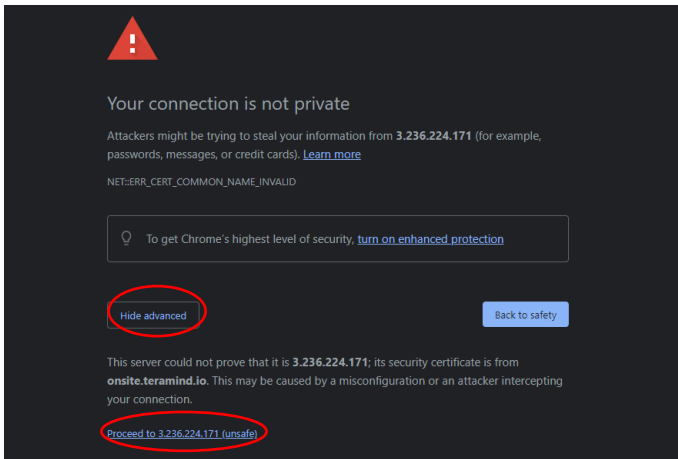 Your connection is not private
Attackers might be trying to steal your information from 3.236.224.171 (for example,
passwords, messages, or credit cards). Learn more
NET::ERR_CERT_COMMON_NAME_INVALID
To get Chrome's highest level of security, turn on enhanced protection
Hide advanced
Back to safety
This server could not prove that it is 3.236.224.171; its security certificate is from
onsite.teramind.io. This may be caused by a misconfiguration or an attacker intercepting
your connection.
Proceed to 3.236.224.171 (unsafe)